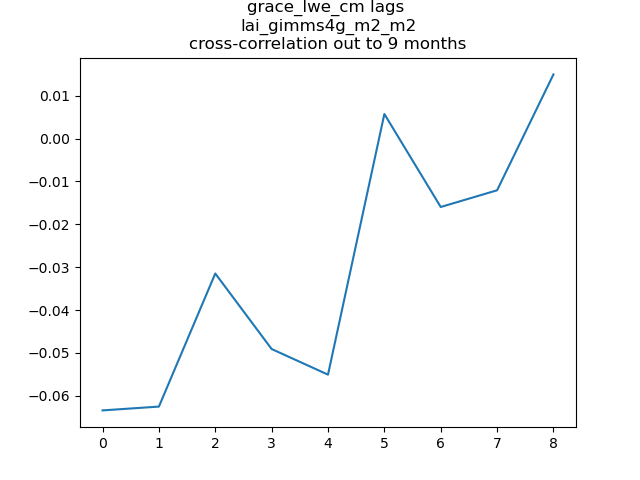 grace_lwe_cm lags
lai_gimms4g_m2_m2
cross-correlation out to 9 months
0.01
0.00
−0.01
−0.02
−0.03
−0.04
−0.05
−0.06
0 1 2 3 4 5 6 7 8